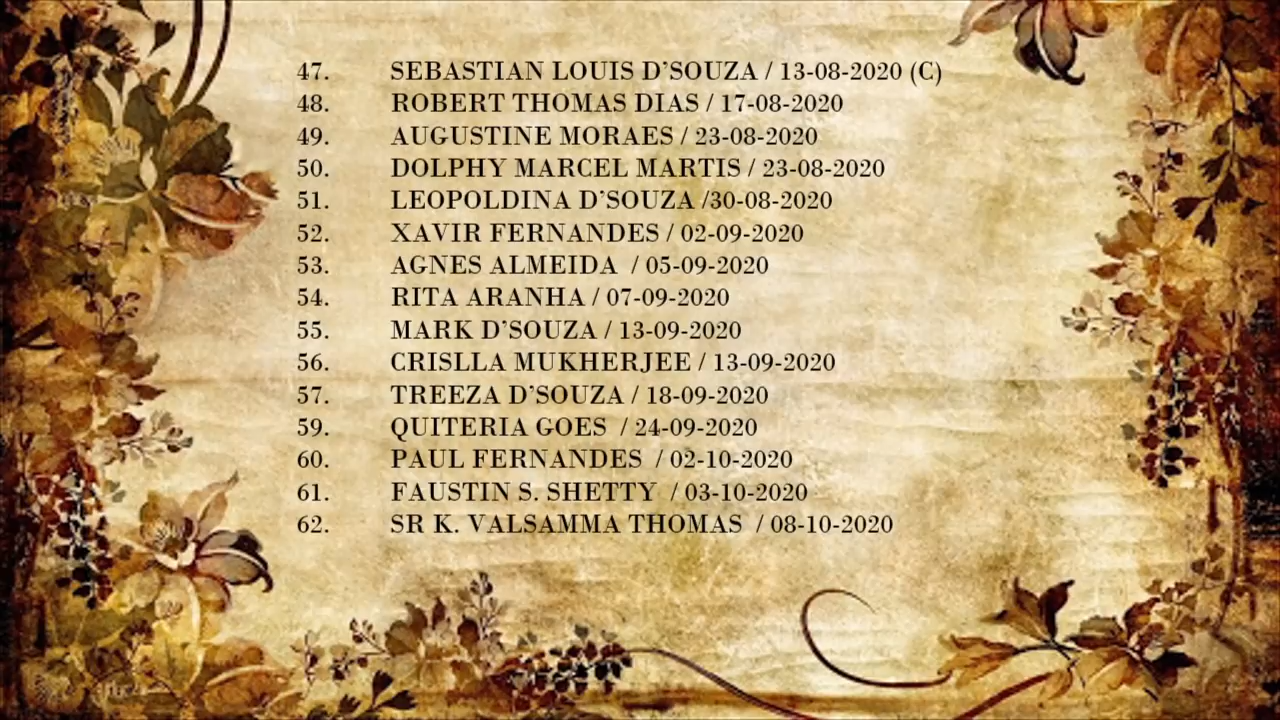 47. SEBASTIAN LOUIS D’SOUZA / 13-08-2020 (C)
48. ROBERT THOMAS DIAS / 17-08-2020
49. AUGUSTINE MORAES / 23-08-2020
50. DOLPHY MARCEL MARTIS / 23-08-2020
51. LEOPOLDINA D’SOUZA /30-08-2020
52. XAVIR FERNANDES / 02-09-2020
53. AGNES ALMEIDA / 05-09-2020
54. RITA ARANHA / 07-09-2020
55. MARK D’SOUZA / 13-09-2020
56. CRISLLA MUKHERJEE / 13-09-2020
57. TREEZA D’SOUZA / 18-09-2020
59. QUITERIA GOES / 24-09-2020
60. PAUL FERNANDES / 02-10-2020
61. FAUSTIN S. SHETTY / 03-10-2020
62. SR K. VALSAMMA THOMAS / 08-10-2020